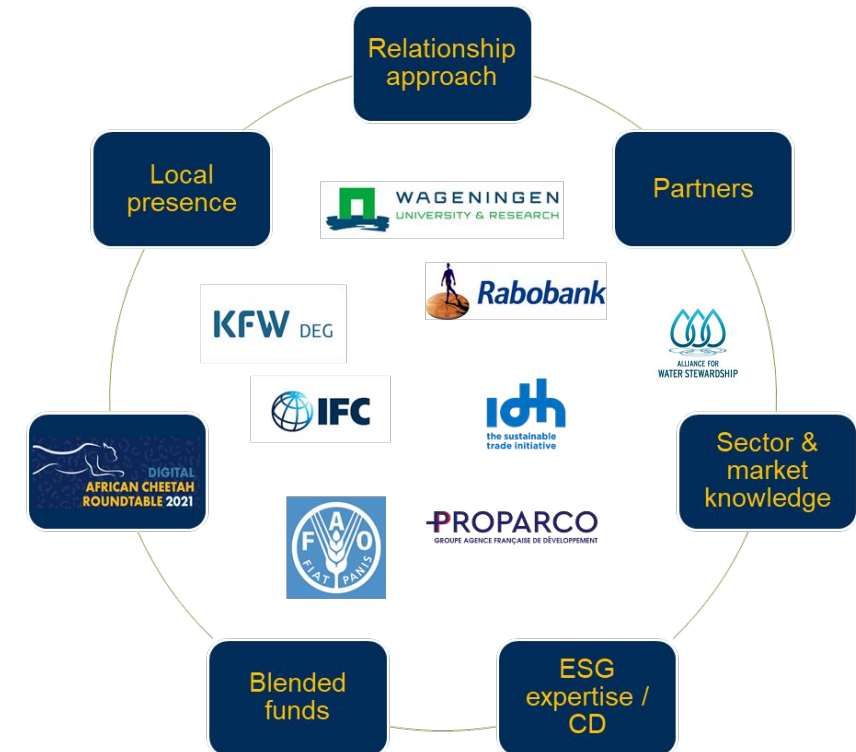 Relationship
approach
Local
presence
Partners
WAGENINGEN
UNIVERSITY & RESEARCH
Rabobank
KFW DEG
ALLIANCE FOR
WATER STEWARDSHIP
IFC
idh
the sustainable
trade initiative
DIGITAL
AFRICAN CHEETAH
ROUNDTABLE 2021
Sector &
market
knowledge
F A O
FIAT PANIS
PROPARCO
GROUPE AGENCE FRANÇAISE DE DÉVELOPPEMENT
Blended
funds
ESG
expertise /
CD